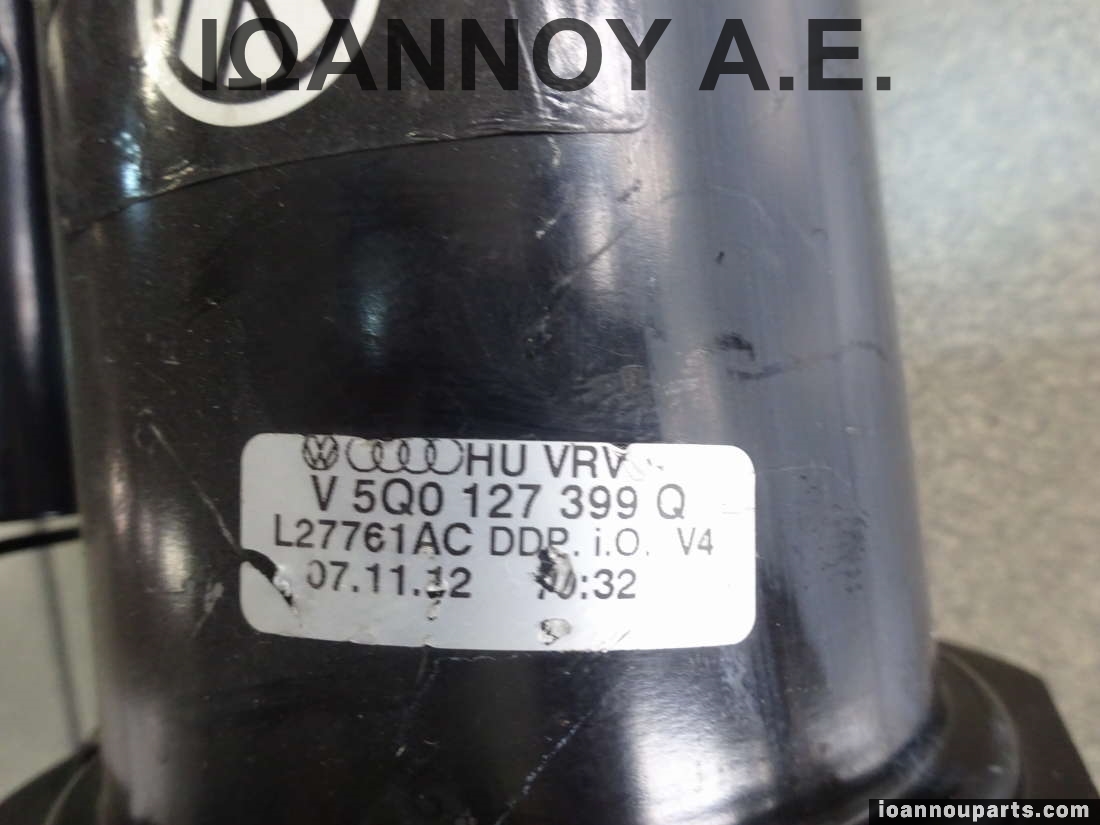 ΙΩΑΝΝΟΥ Α.Ε.
HU VRV
V 5Q0 127 399 Q
L27761AC DDP. i.O. V4
07.11.12 :32
ioannouparts.com